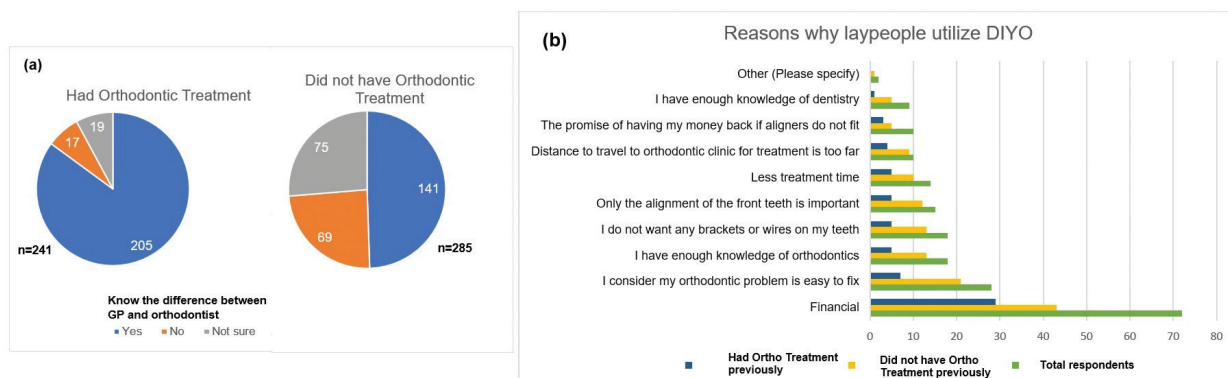 (a)
Had Orthodontic Treatment
19
17
205
n=241
Did not have Orthodontic
Treatment
75
141
69
n=285
Know the difference between
GP and orthodontist
Yes No Not sure
(b)
Reasons why laypeople utilize DIYO
Other (Please specify)
I have enough knowledge of dentistry
The promise of having my money back if aligners do not fit
Distance to travel to orthodontic clinic for treatment is too far
Less treatment time
Only the alignment of the front teeth is important
I do not want any brackets or wires on my teeth
I have enough knowledge of orthodontics
I consider my orthodontic problem is easy to fix
Financial
0 10 20 30 40 50 60 70 80
Had Ortho Treatment
previously
Did not have Ortho
Treatment previously
Total respondents